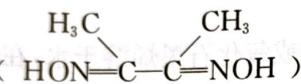 H₃C CH₃
( HON=C—C=NOH )